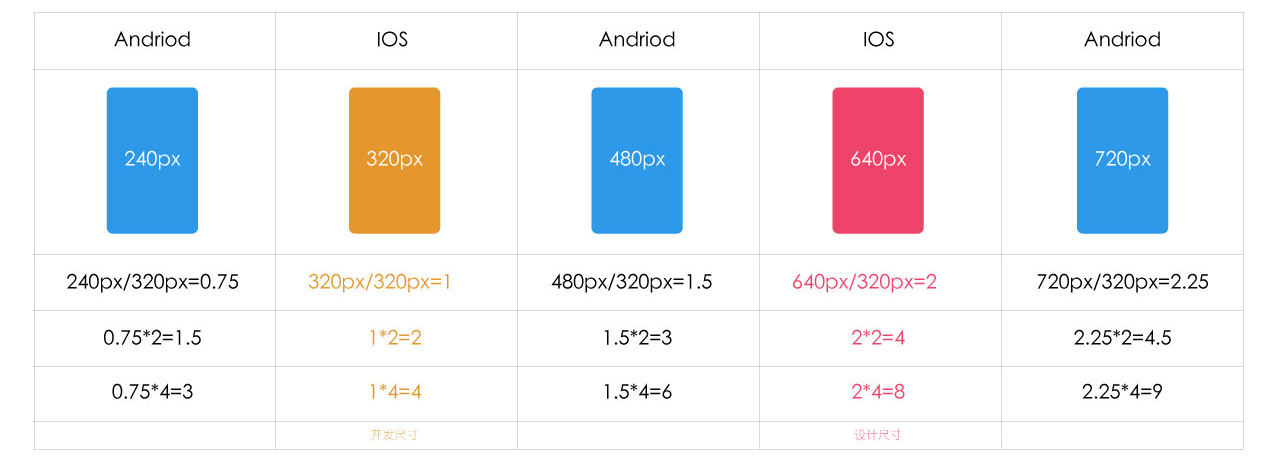 Andriod IOS Andriod IOS Andriod
240px 320px 480px 640px 720px
240px/320px=0.75 320px/320px=1 480px/320px=1.5 640px/320px=2 720px/320px=2.25
0.75*2=1.5 1*2=2 1.5*2=3 2*2=4 2.25*2=4.5
0.75*4=3 1*4=4 1.5*4=6 2*4=8 2.25*4=9
开发尺寸 设计尺寸